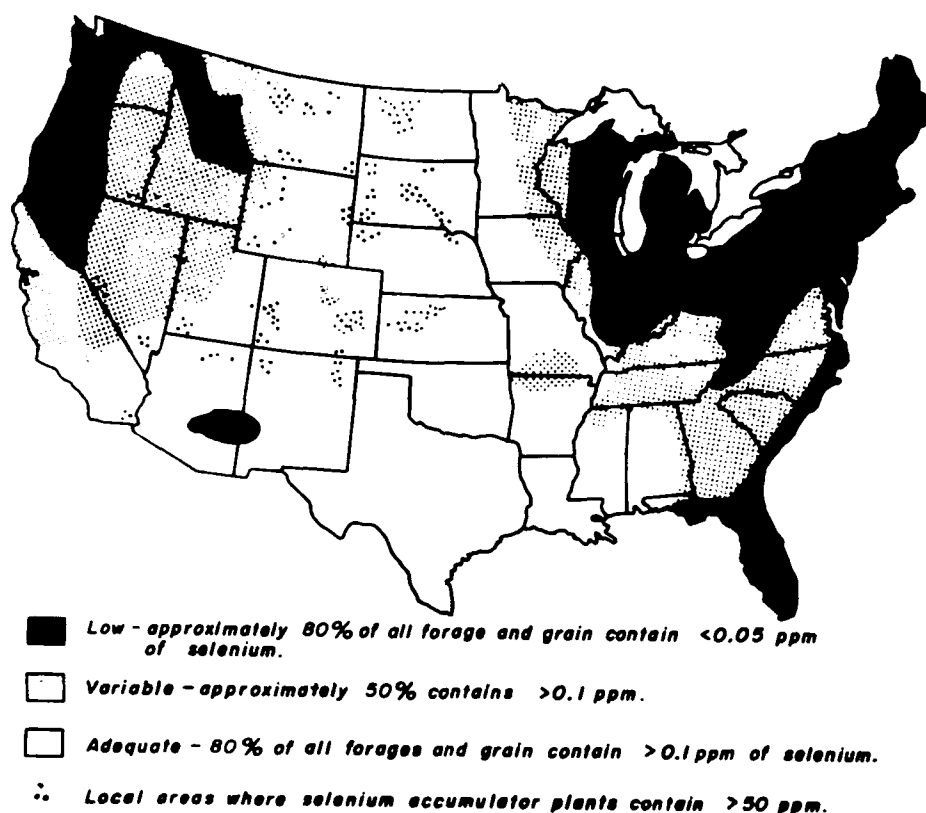 Low - approximately 80% of all forage and grain contain <0.05 ppm
of selenium.
Variable - approximately 50% contains >0.1 ppm.
Adequate - 80% of all forages and grain contain >0.1 ppm of selenium.
Local areas where selenium accumulator plants contain >50 ppm.